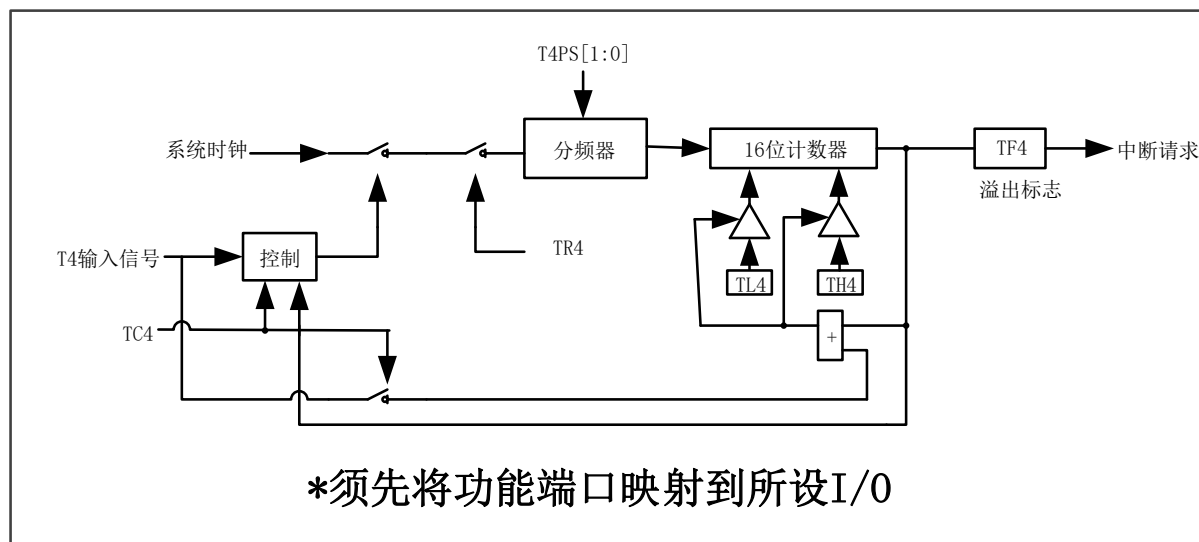 T4PS[1:0]
系统时钟
分频器
16位计数器
TF4
中断请求
溢出标志
T4输入信号
控制
TR4
TL4
TH4
TC4
+
*须先将功能端口映射到所设I/O